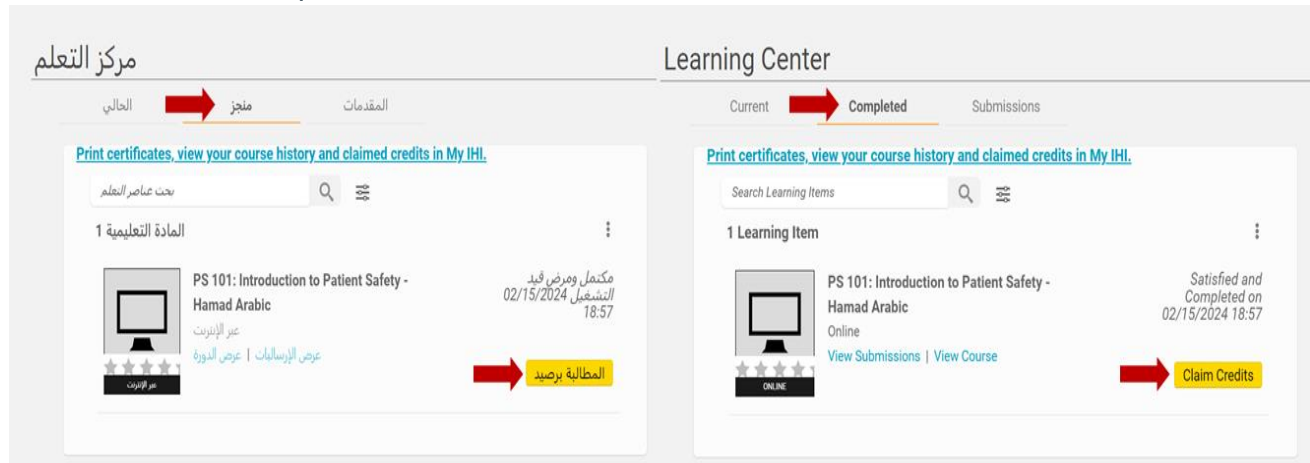 مركز التعلم
الحالي
منجز
المقدمات
Print certificates, view your course history and claimed credits in My IHI.
بحث عناصر التعلم
المادة التعليمية 1
PS 101: Introduction to Patient Safety -
Hamad Arabic
عبر الإنترنت
عرض الإرساليات | عرض الدورة
مكتمل ومرض قيد
التشغيل 02/15/2024
18:57
عبر الإنترنت
المطالبة برصيد
Learning Center
Current
Completed
Submissions
Print certificates, view your course history and claimed credits in My IHI.
Search Learning Items
1 Learning Item
PS 101: Introduction to Patient Safety -
Hamad Arabic
Online
View Submissions | View Course
Satisfied and
Completed on
02/15/2024 18:57
ONLINE
Claim Credits